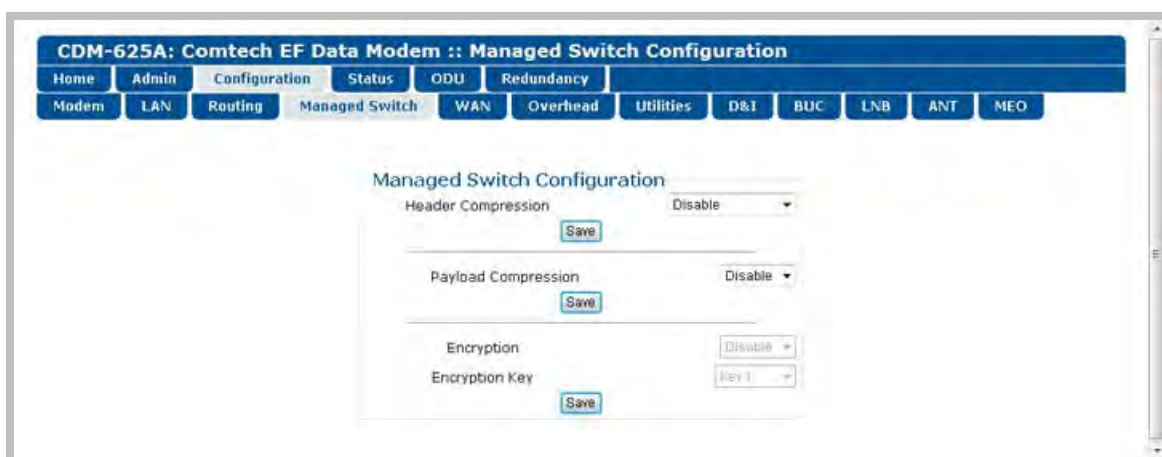 CDM-625A: Comtech EF Data Modem :: Managed Switch Configuration
Home Admin Configuration Status ODU Redundancy
Modem LAN Routing Managed Switch WAN Overhead Utilities D&I BUC LNB ANT MEO
Managed Switch Configuration
Header Compression Disable
Save
Payload Compression Disable
Save
Encryption Disable
Encryption Key Key 1
Save